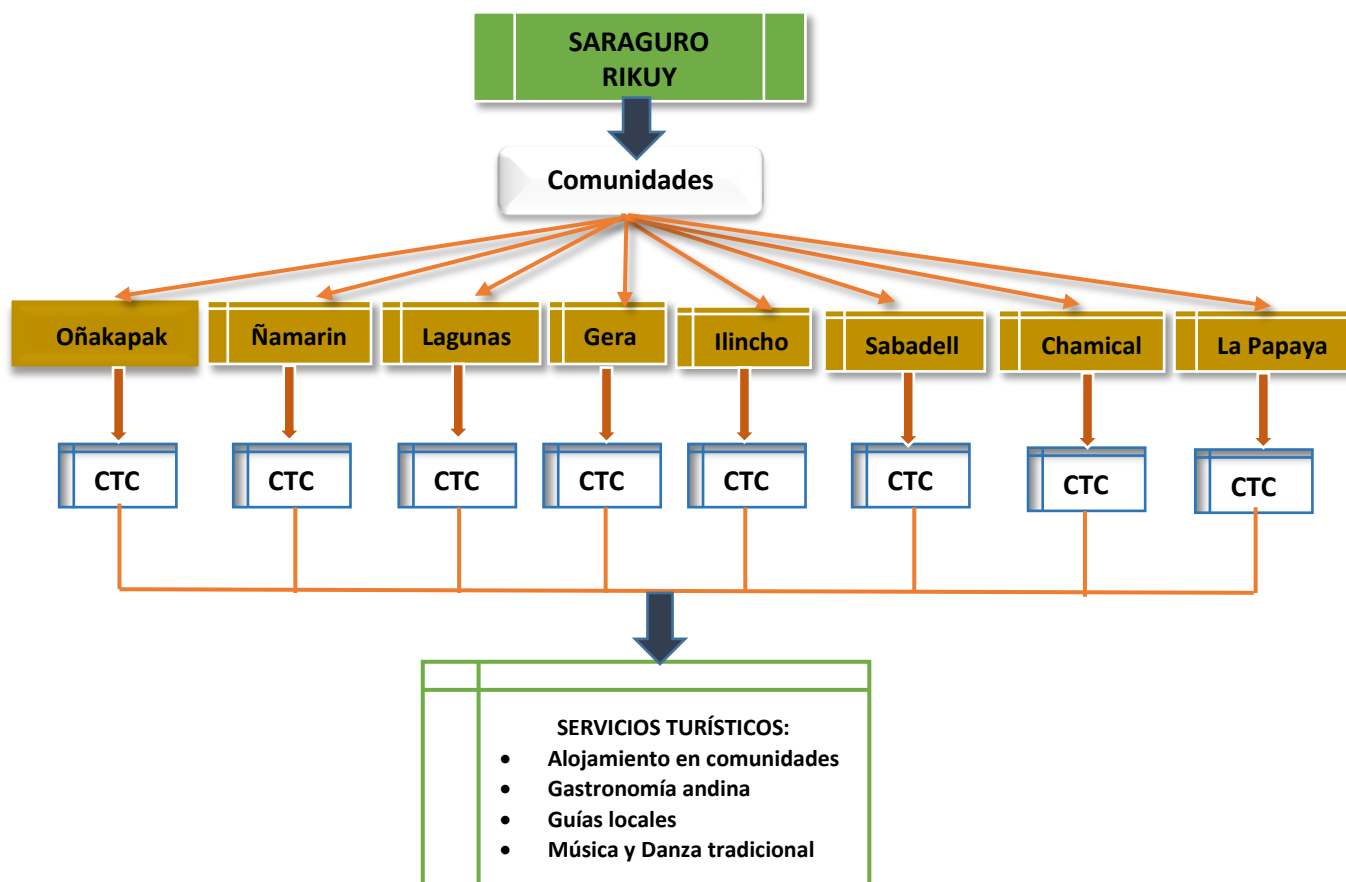 SARAGURO
RIKUY
Comunidades
Oñakapak
Ñamarin
Lagunas
Gera
Ilincho
Sabadell
Chamical
La Papaya
CTC
CTC
CTC
CTC
CTC
CTC
CTC
CTC
SERVICIOS TURÍSTICOS:
• Alojamiento en comunidades
• Gastronomía andina
• Guías locales
• Música y Danza tradicional